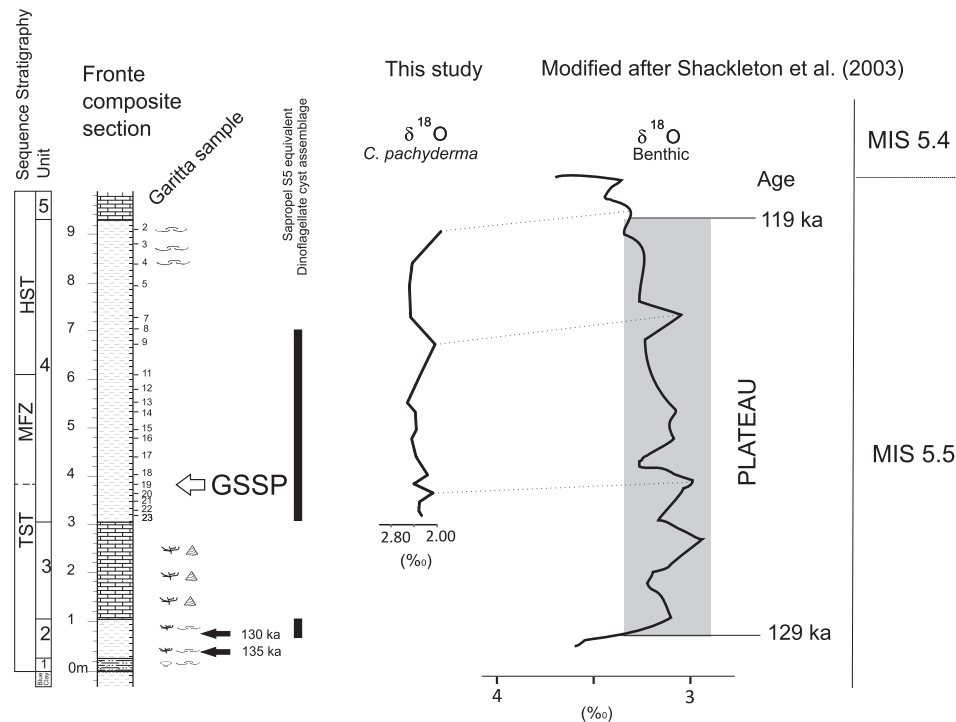 Sequence Stratigraphy
Unit
Fronte
composite
section
Garitta sample
Sapropel S5 equivalent
Dinoflagellate cyst assemblage
This study
δ18O
C. pachyderma
Modified after Shackleton et al. (2003)
δ18O
Benthic
Age
MIS 5.4
119 ka
HST
MFZ
TST
5
4
3
2
1
Blue
Clay
9
8
7
6
5
4
3
2
1
0m
2
3
4
5
7
8
9
11
12
13
14
15
16
17
18
19
20
21
22
23
GSSP
130 ka
135 ka
2.80 2.00
(‰)
PLATEAU
MIS 5.5
129 ka
4 3
(‰)